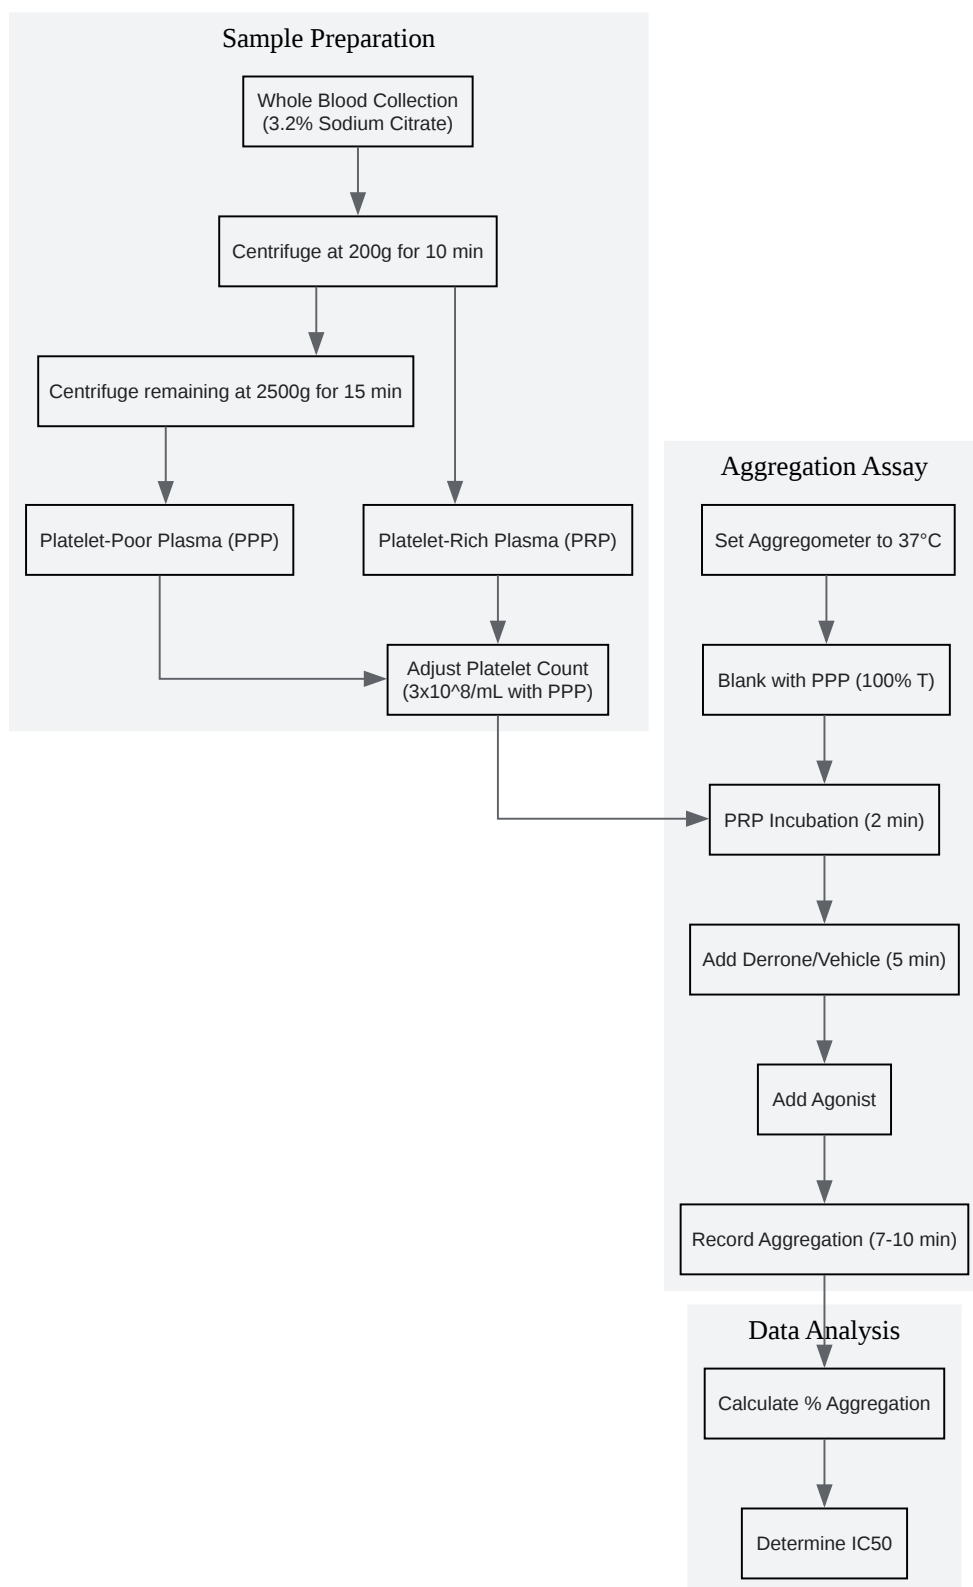 Sample Preparation
Whole Blood Collection
(3.2% Sodium Citrate)
Centrifuge at 200g for 10 min
Centrifuge remaining at 2500g for 15 min
Platelet-Poor Plasma (PPP)
Platelet-Rich Plasma (PRP)
Adjust Platelet Count
(3x10^8/mL with PPP)
Aggregation Assay
Set Aggregometer to 37°C
Blank with PPP (100% T)
PRP Incubation (2 min)
Add Derrone/Vehicle (5 min)
Add Agonist
Record Aggregation (7-10 min)
Data Analysis
Calculate % Aggregation
Determine IC50